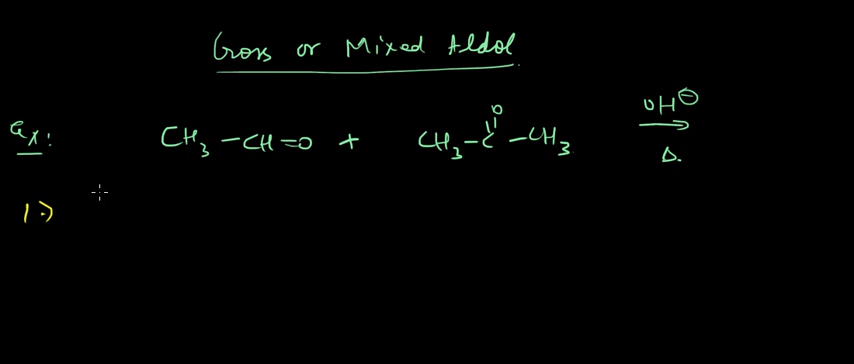 Cross or Mixed Aldol
Ex: CH₃–CH=O + CH₃–C(=O)–CH₃ OH⊖ → Δ.
1>